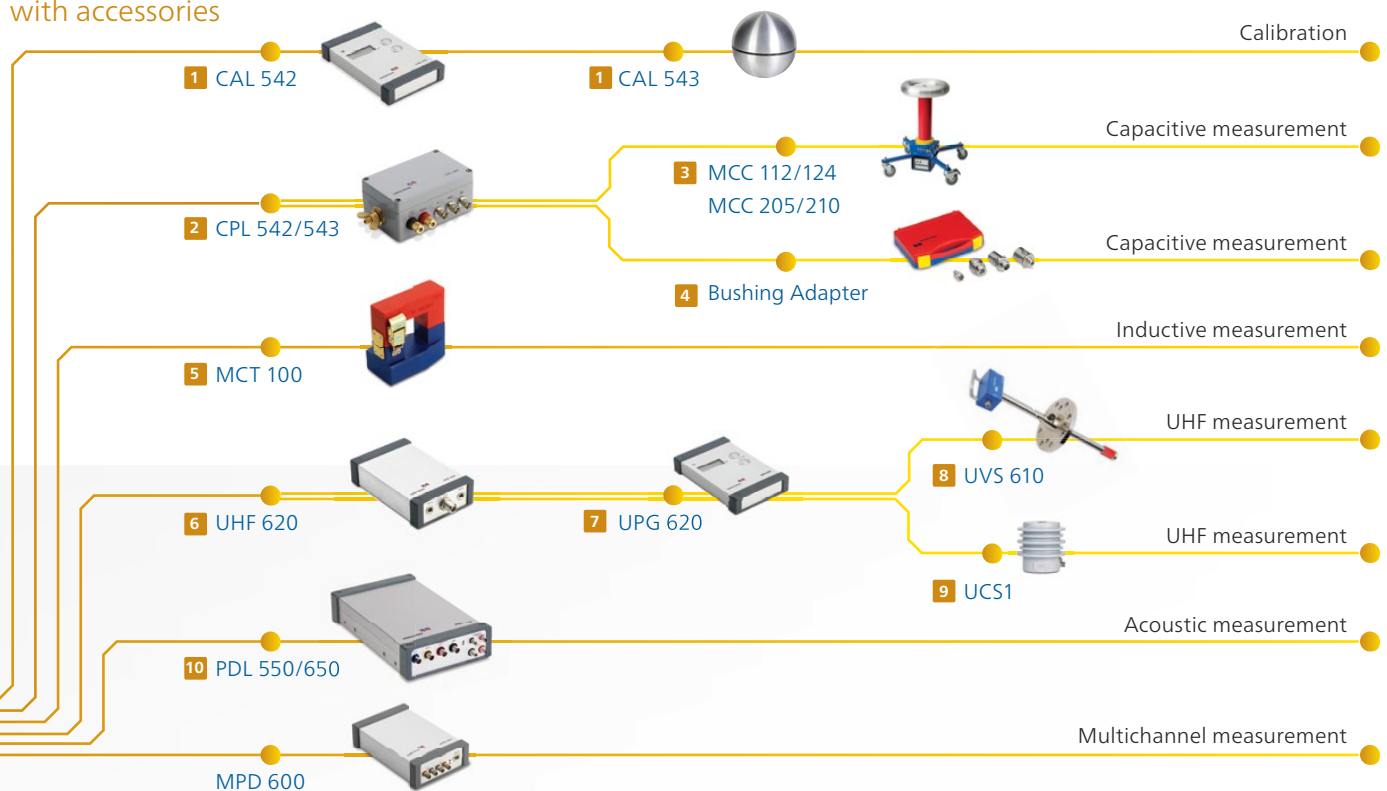 with accessories
1 CAL 542
1 CAL 543
Calibration
2 CPL 542/543
3 MCC 112/124
MCC 205/210
Capacitive measurement
4 Bushing Adapter
Capacitive measurement
5 MCT 100
Inductive measurement
6 UHF 620
7 UPG 620
8 UVS 610
UHF measurement
9 UCS1
UHF measurement
10 PDL 550/650
Acoustic measurement
MPD 600
Multichannel measurement